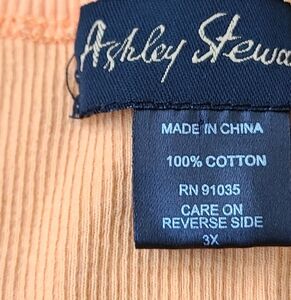 Ashley Stewa
MADE IN CHINA
100% COTTON
RN 91035
CARE ON
REVERSE SIDE
3X